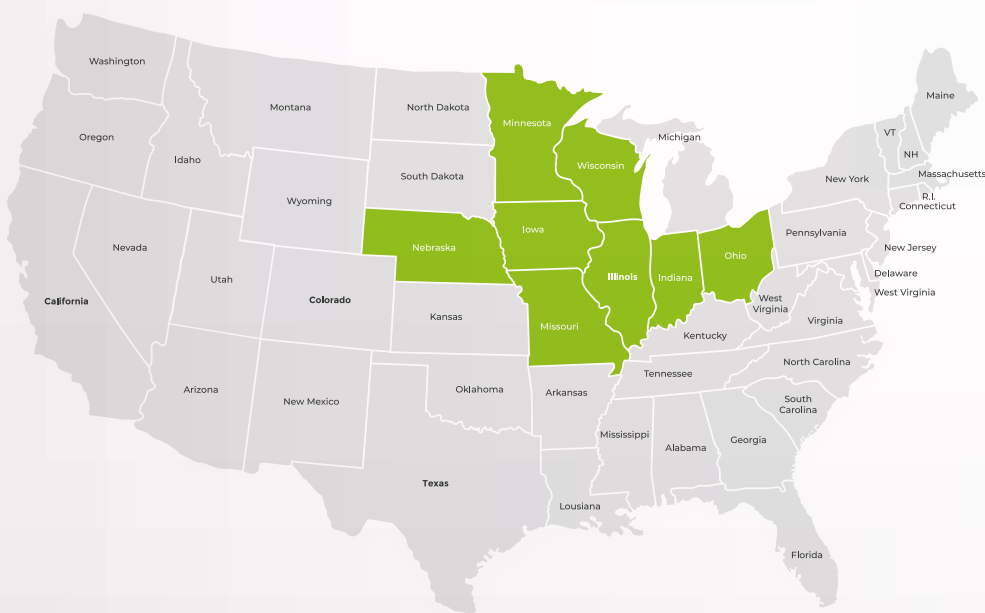 Washington
Montana
North Dakota
Minnesota
Maine
Oregon
Idaho
Michigan
VT
NH
Wisconsin
South Dakota
Massachusetts
New York
R.I.
Connecticut
Wyoming
Iowa
Pennsylvania
Nevada
Nebraska
New Jersey
Ohio
Utah
Illinois
Indiana
Delaware
West Virginia
California
Colorado
West
Virginia
Kansas
Missouri
Virginia
Kentucky
North Carolina
Tennessee
Arizona
Oklahoma
Arkansas
New Mexico
South
Carolina
Mississippi
Alabama
Georgia
Texas
Lousiana
Florida